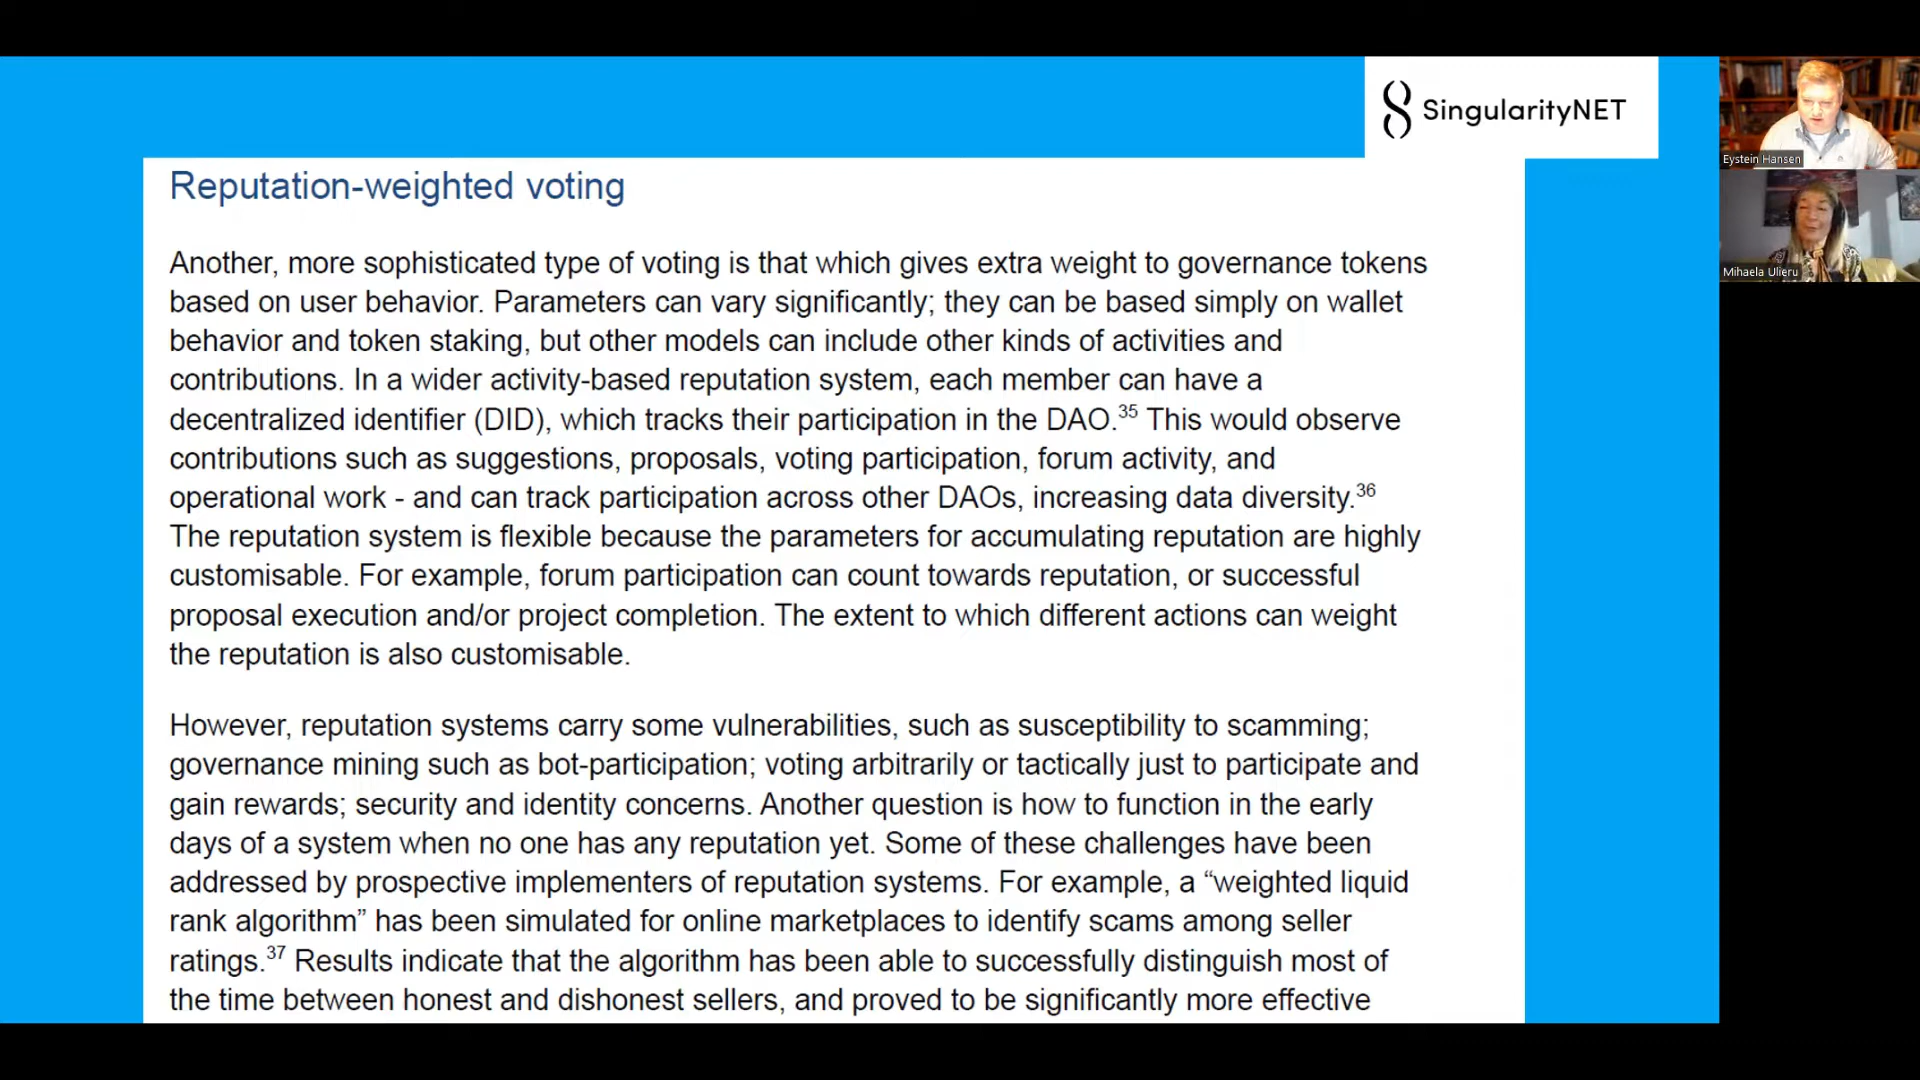 SingularityNET
Reputation-weighted voting
Another, more sophisticated type of voting is that which gives extra weight to governance tokens
based on user behavior. Parameters can vary significantly; they can be based simply on wallet
behavior and token staking, but other models can include other kinds of activities and
contributions. In a wider activity-based reputation system, each member can have a
decentralized identifier (DID), which tracks their participation in the DAO.35 This would observe
contributions such as suggestions, proposals, voting participation, forum activity, and
operational work - and can track participation across other DAOs, increasing data diversity.36
The reputation system is flexible because the parameters for accumulating reputation are highly
customisable. For example, forum participation can count towards reputation, or successful
proposal execution and/or project completion. The extent to which different actions can weight
the reputation is also customisable.
However, reputation systems carry some vulnerabilities, such as susceptibility to scamming;
governance mining such as bot-participation; voting arbitrarily or tactically just to participate and
gain rewards; security and identity concerns. Another question is how to function in the early
days of a system when no one has any reputation yet. Some of these challenges have been
addressed by prospective implementers of reputation systems. For example, a “weighted liquid
rank algorithm” has been simulated for online marketplaces to identify scams among seller
ratings.37 Results indicate that the algorithm has been able to successfully distinguish most of
the time between honest and dishonest sellers, and proved to be significantly more effective
Eystein Hansen
Mihaela Ulieru